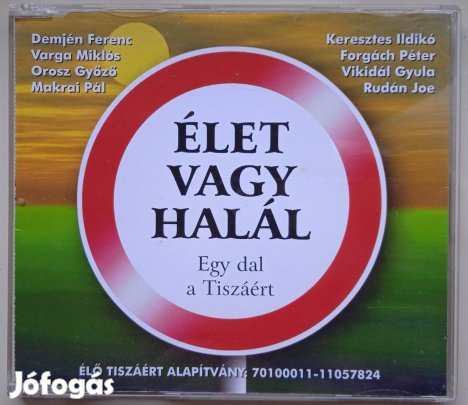 Demjén Ferenc
Varga Miklós
Orosz Győző
Makrai Pál
Keresztes Ildikó
Forgách Péter
Vikidál Gyula
Rudán Joe
ÉLET
VAGY
HALÁL
Egy dal
a Tiszáért
ÉLŐ TISZÁÉRT ALAPÍTVÁNY: 70100011-11057824
Jófogás